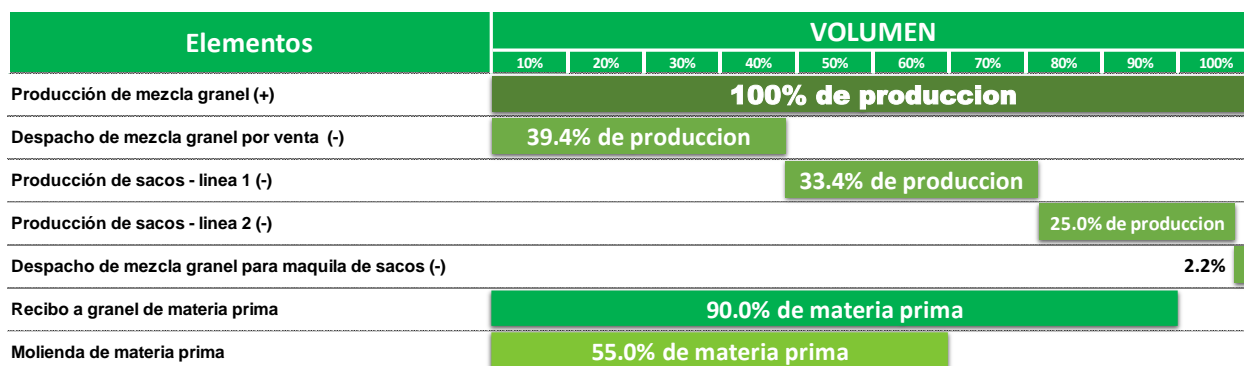 Elementos
VOLUMEN
10% 20% 30% 40% 50% 60% 70% 80% 90% 100%
Producción de mezcla granel (+)
100% de produccion
Despacho de mezcla granel por venta (-)
39.4% de produccion
Producción de sacos - linea 1 (-)
33.4% de produccion
Producción de sacos - linea 2 (-)
25.0% de produccion
Despacho de mezcla granel para maquila de sacos (-)
2.2%
Recibo a granel de materia prima
90.0% de materia prima
Molienda de materia prima
55.0% de materia prima